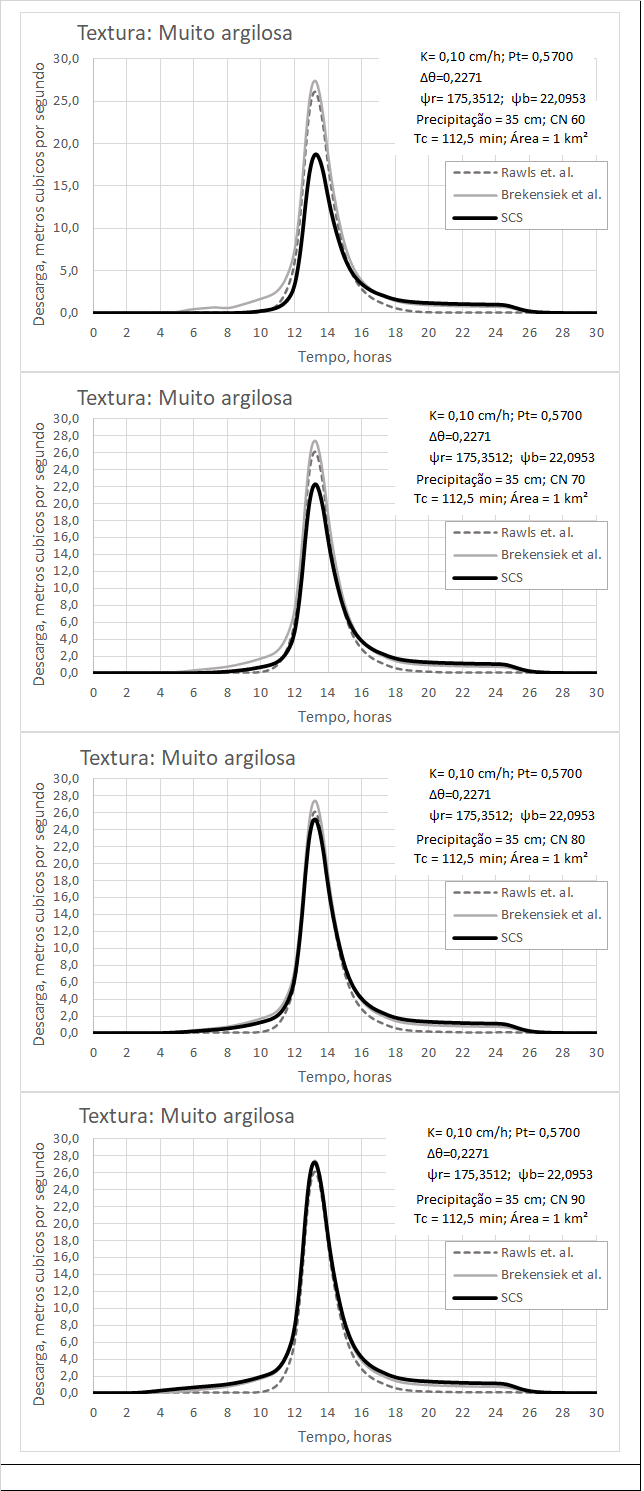 Textura: Muito argilosa
K= 0,10 cm/h; Pt= 0,5700
Δθ=0,2271
ψr= 175,3512; ψb= 22,0953
Precipitação = 35 cm; CN 60
Tc = 112,5 min; Área = 1 km²
Rawls et. al.
Brekensiek et al.
SCS
Descarga, metros cubicos por segundo
30,0
25,0
20,0
15,0
10,0
5,0
0,0
0 2 4 6 8 10 12 14 16 18 20 22 24 26 28 30
Tempo, horas
Textura: Muito argilosa
K= 0,10 cm/h; Pt= 0,5700
Δθ=0,2271
ψr= 175,3512; ψb= 22,0953
Precipitação = 35 cm; CN 70
Tc = 112,5 min; Área = 1 km²
Rawls et. al.
Brekensiek et al.
SCS
Descarga, metros cubicos por segundo
30,0
28,0
26,0
24,0
22,0
20,0
18,0
16,0
14,0
12,0
10,0
8,0
6,0
4,0
2,0
0,0
0 2 4 6 8 10 12 14 16 18 20 22 24 26 28 30
Tempo, horas
Textura: Muito argilosa
K= 0,10 cm/h; Pt= 0,5700
Δθ=0,2271
ψr= 175,3512; ψb= 22,0953
Precipitação = 35 cm; CN 80
Tc = 112,5 min; Área = 1 km²
Rawls et. al.
Brekensiek et al.
SCS
Descarga, metros cubicos por segundo
30,0
28,0
26,0
24,0
22,0
20,0
18,0
16,0
14,0
12,0
10,0
8,0
6,0
4,0
2,0
0,0
0 2 4 6 8 10 12 14 16 18 20 22 24 26 28 30
Tempo, horas
Textura: Muito argilosa
K= 0,10 cm/h; Pt= 0,5700
Δθ=0,2271
ψr= 175,3512; ψb= 22,0953
Precipitação = 35 cm; CN 90
Tc = 112,5 min; Área = 1 km²
Rawls et. al.
Brekensiek et al.
SCS
Descarga, metros cubicos por segundo
30,0
28,0
26,0
24,0
22,0
20,0
18,0
16,0
14,0
12,0
10,0
8,0
6,0
4,0
2,0
0,0
0 2 4 6 8 10 12 14 16 18 20 22 24 26 28 30
Tempo, horas